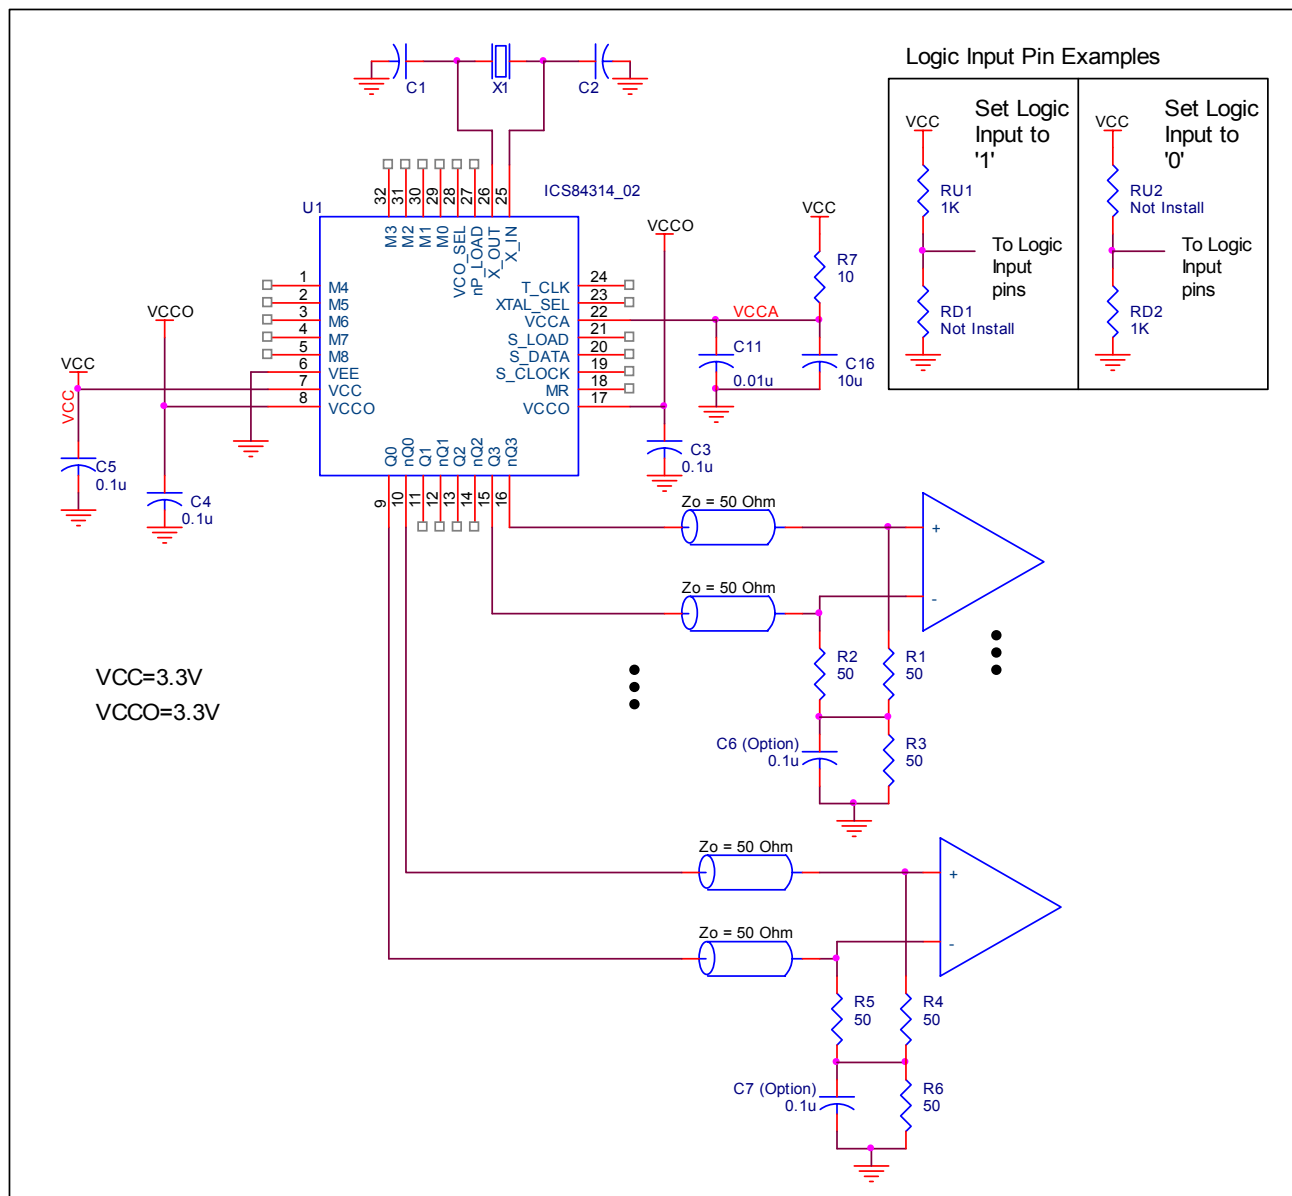 C1
X1
C2
Logic Input Pin Examples
VCC
Set Logic
Input to
'1'
RU1
1K
To Logic
Input
pins
RD1
Not Install
VCC
Set Logic
Input to
'0'
RU2
Not Install
To Logic
Input
pins
RD2
1K
U1
ICS84314_02
32
31
30
29
28
27
26
25
M3
M2
M1
M0
VCO_SEL
nP_LOAD
X_OUT
X_IN
1
2
3
4
5
6
7
8
M4
M5
M6
M7
M8
VEE
VCC
VCCO
T_CLK
XTAL_SEL
VCCA
S_LOAD
S_DATA
S_CLOCK
MR
VCCO
24
23
22
21
20
19
18
17
Q0
nQ0
Q1
nQ1
Q2
nQ2
Q3
nQ3
9
10
11
12
13
14
15
16
VCCO
VCC
VCC
C5
0.1u
C4
0.1u
VCCO
VCC
R7
10
VCCA
C11
0.01u
C16
10u
C3
0.1u
Zo = 50 Ohm
+
Zo = 50 Ohm
-
R2
50
R1
50
C6 (Option)
0.1u
R3
50
VCC=3.3V
VCCO=3.3V
Zo = 50 Ohm
+
Zo = 50 Ohm
-
R5
50
R4
50
C7 (Option)
0.1u
R6
50